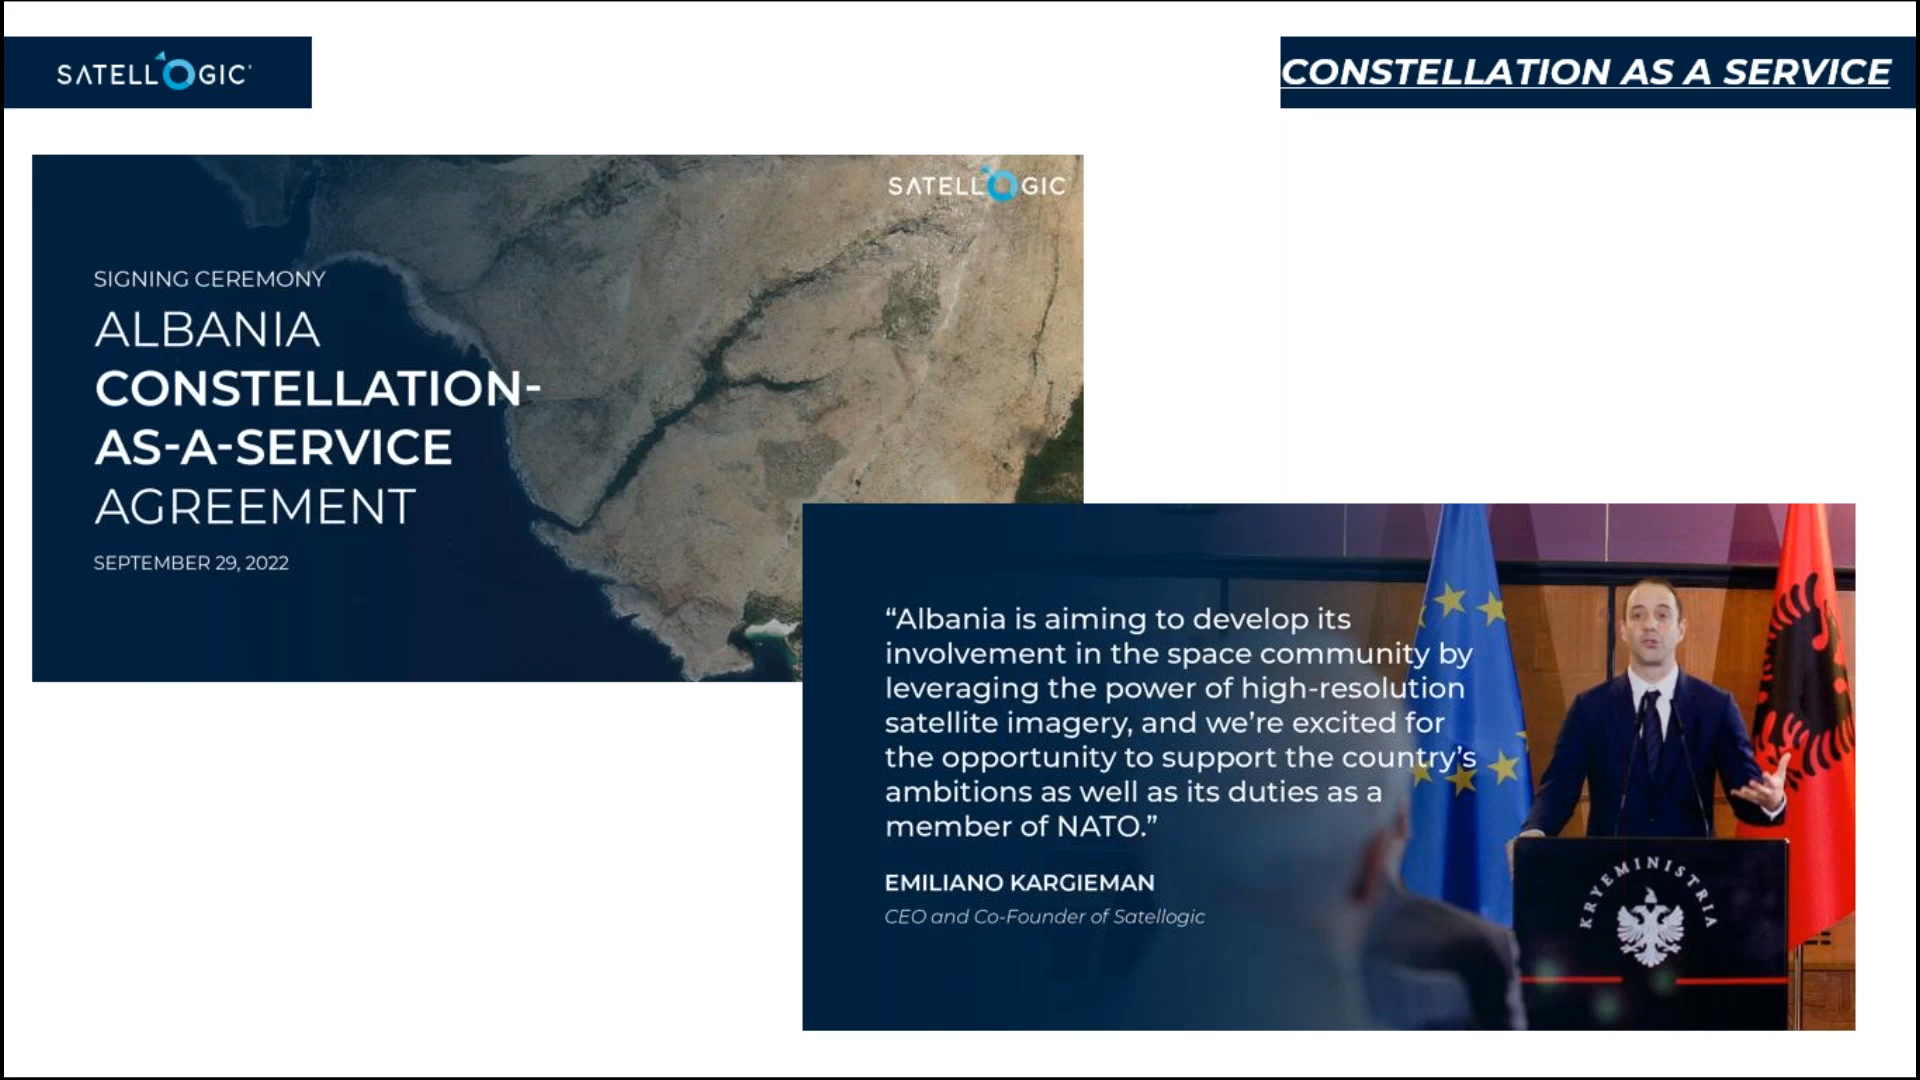 SATELLOGIC
CONSTELLATION AS A SERVICE
SATELLOGIC
SIGNING CEREMONY
ALBANIA
CONSTELLATION-
AS-A-SERVICE
AGREEMENT
SEPTEMBER 29, 2022
“Albania is aiming to develop its
involvement in the space community by
leveraging the power of high-resolution
satellite imagery, and we’re excited for
the opportunity to support the country’s
ambitions as well as its duties as a
member of NATO.”
EMILIANO KARGIEMAN
CEO and Co-Founder of Satellogic
KRYEMINISTRIA